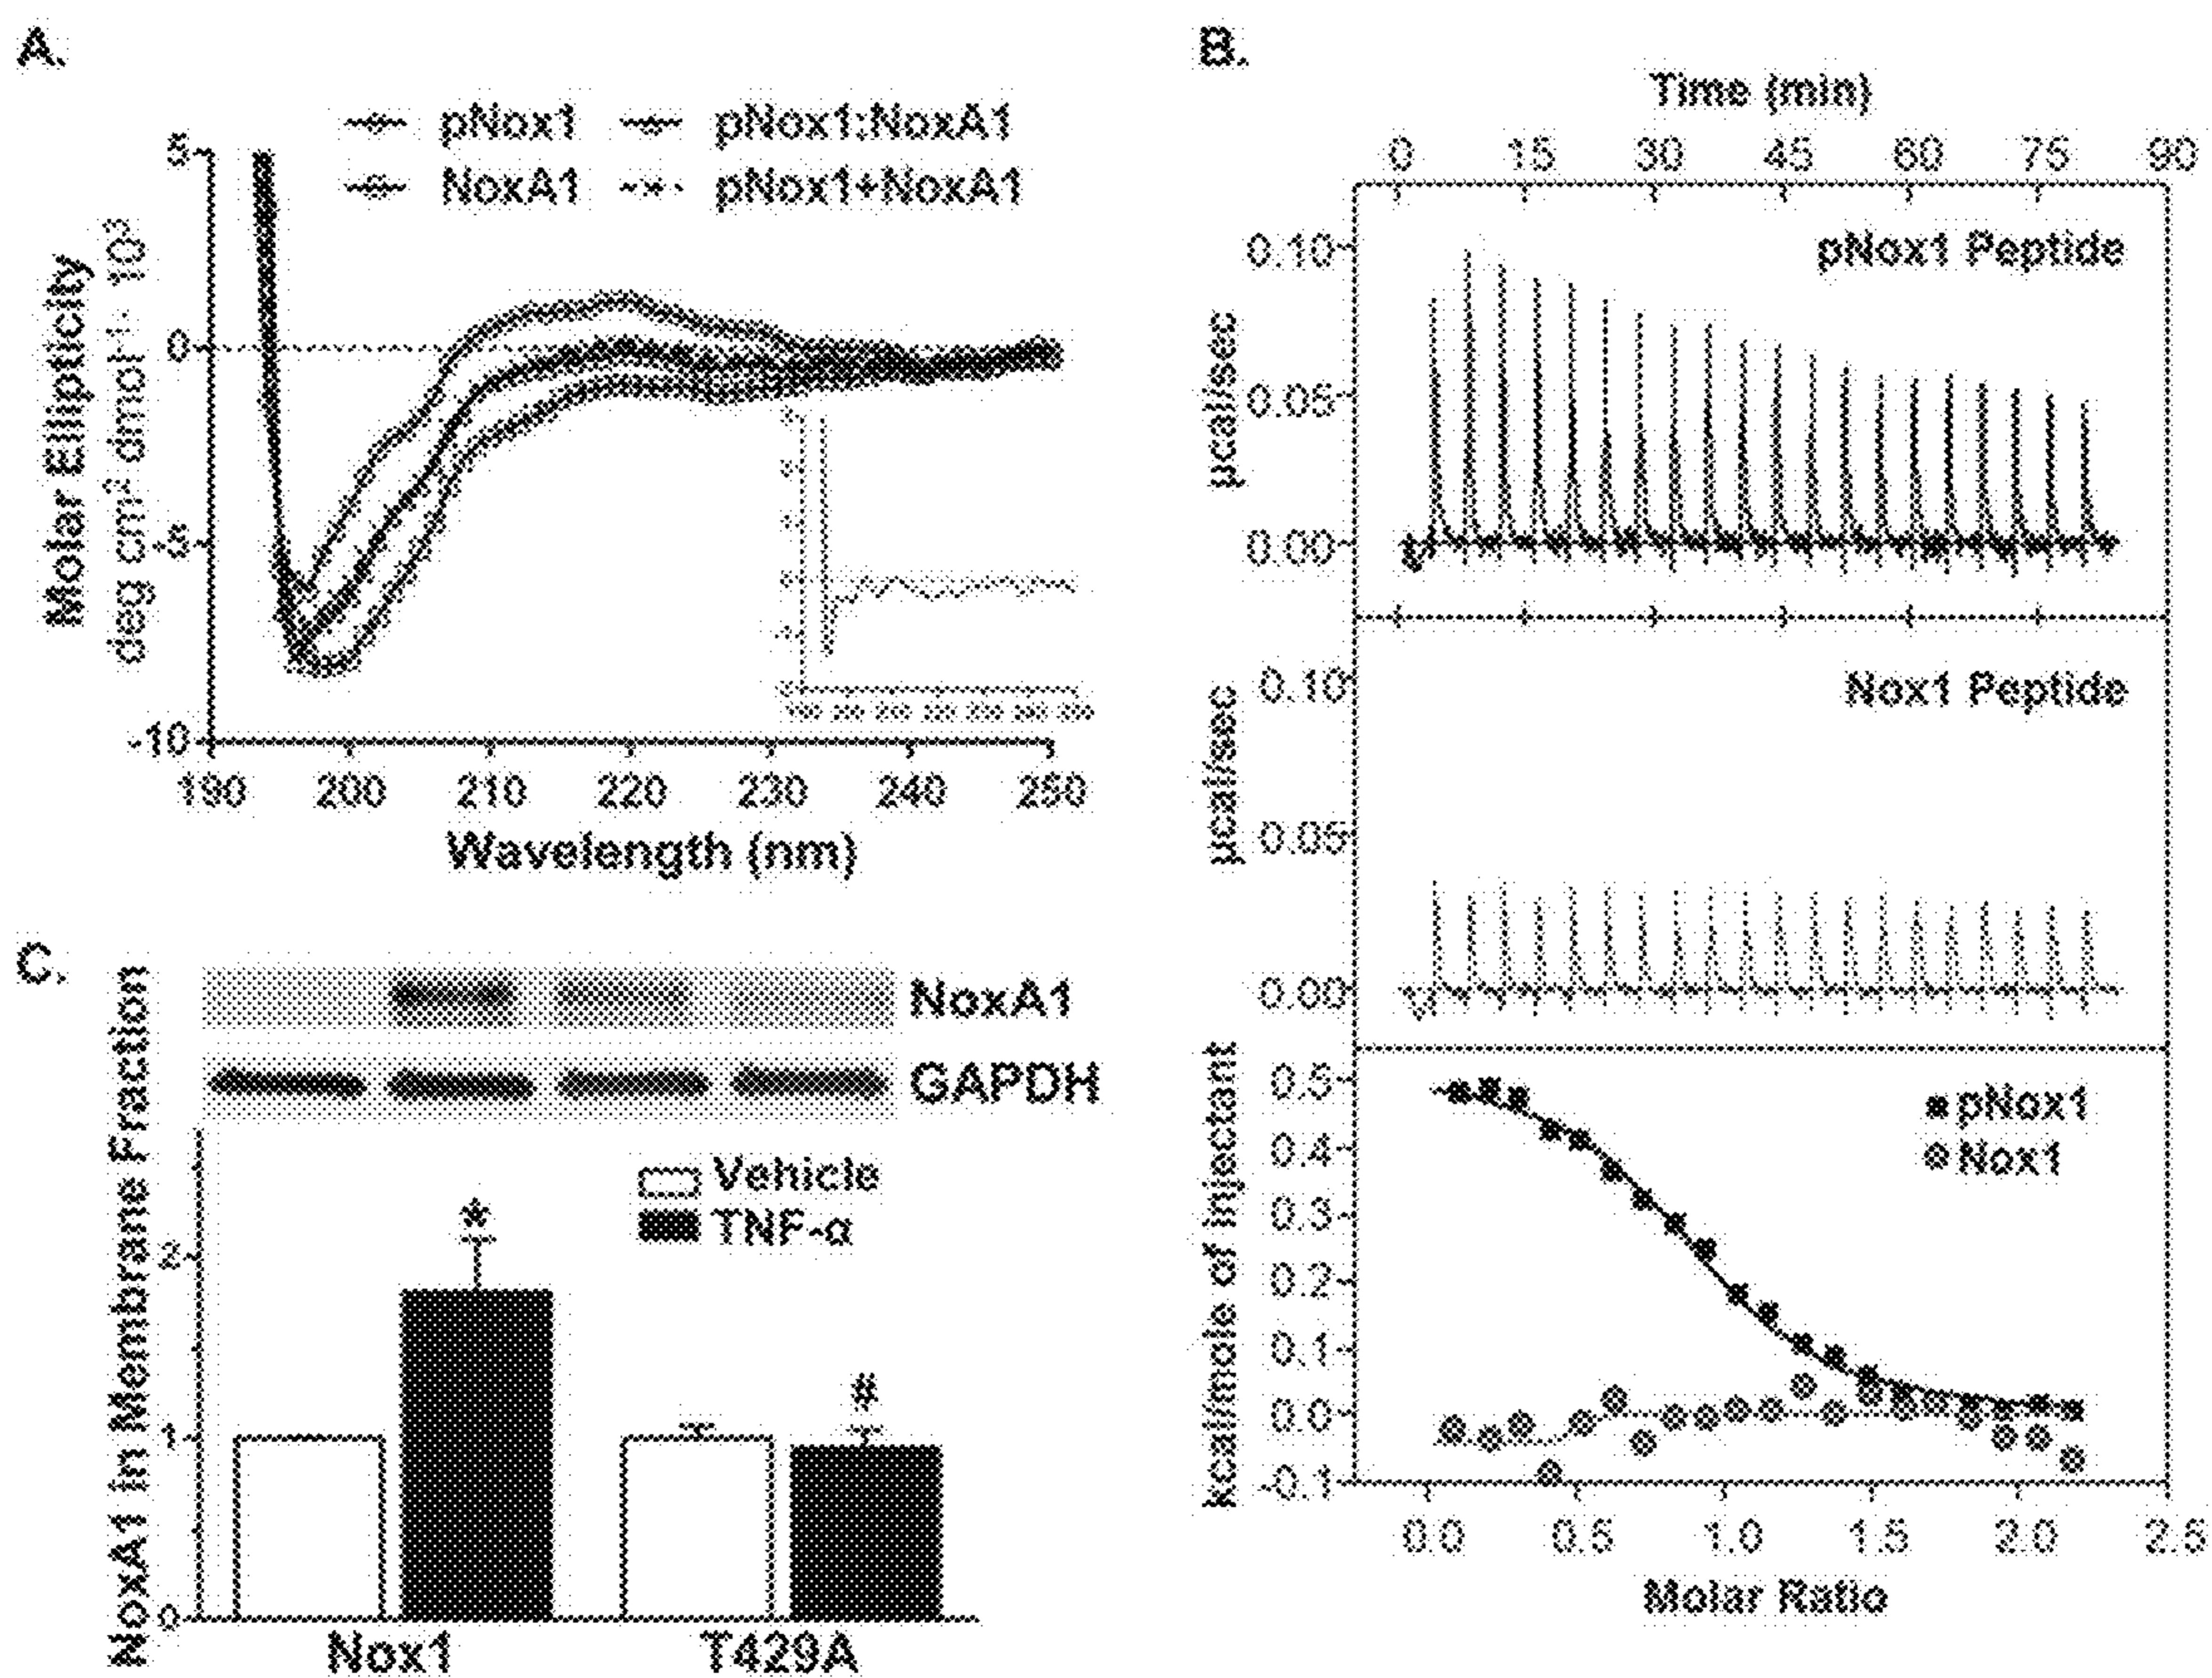 A.
pNox1
pNox1:NoxA1
NoxA1
pNox1+NoxA1
Molar Ellipticity
deg cm² dmol⁻¹· 10³
5
0
-5
-10
190 200 210 220 230 240 250
Wavelength (nm)
B.
Time (min)
0 15 30 45 60 75 90
pNox1 Peptide
µcal/sec
0.10
0.05
0.00
Nox1 Peptide
µcal/sec
0.10
0.05
0.00
kcal/mole of injectant
0.5
0.4
0.3
0.2
0.1
0.0
-0.1
pNox1
Nox1
0.0 0.5 1.0 1.5 2.0 2.5
Molar Ratio
C.
NoxA1
GAPDH
NoxA1 in Membrane Fraction
Vehicle
TNF-α
2
1
0
*
#
Nox1
T429A